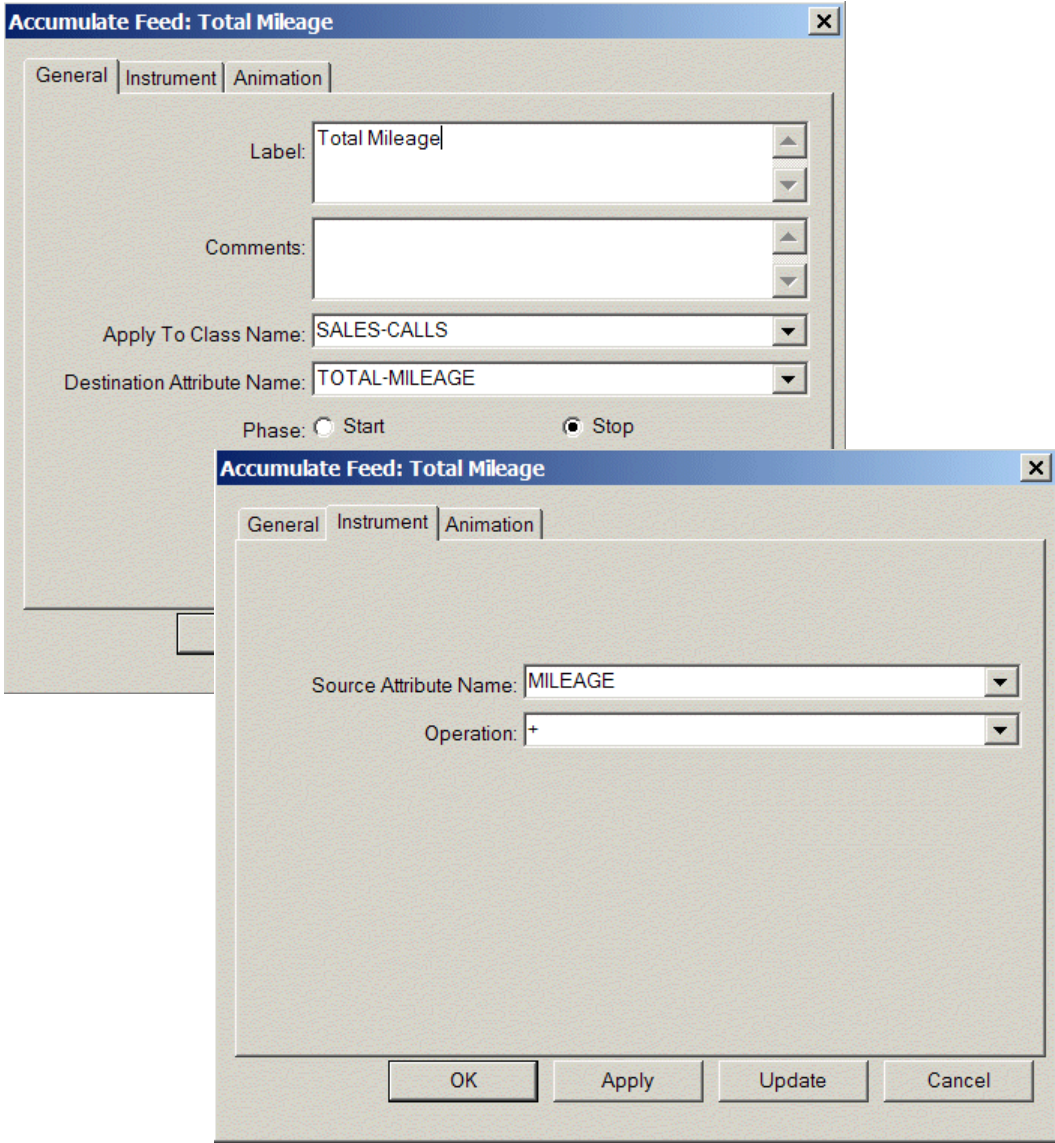 Accumulate Feed: Total Mileage
General Instrument Animation
Label: Total Mileage
Comments:
Apply To Class Name: SALES-CALLS
Destination Attribute Name: TOTAL-MILEAGE
Phase: Start Stop
Accumulate Feed: Total Mileage
General Instrument Animation
Source Attribute Name: MILEAGE
Operation: +
OK Apply Update Cancel